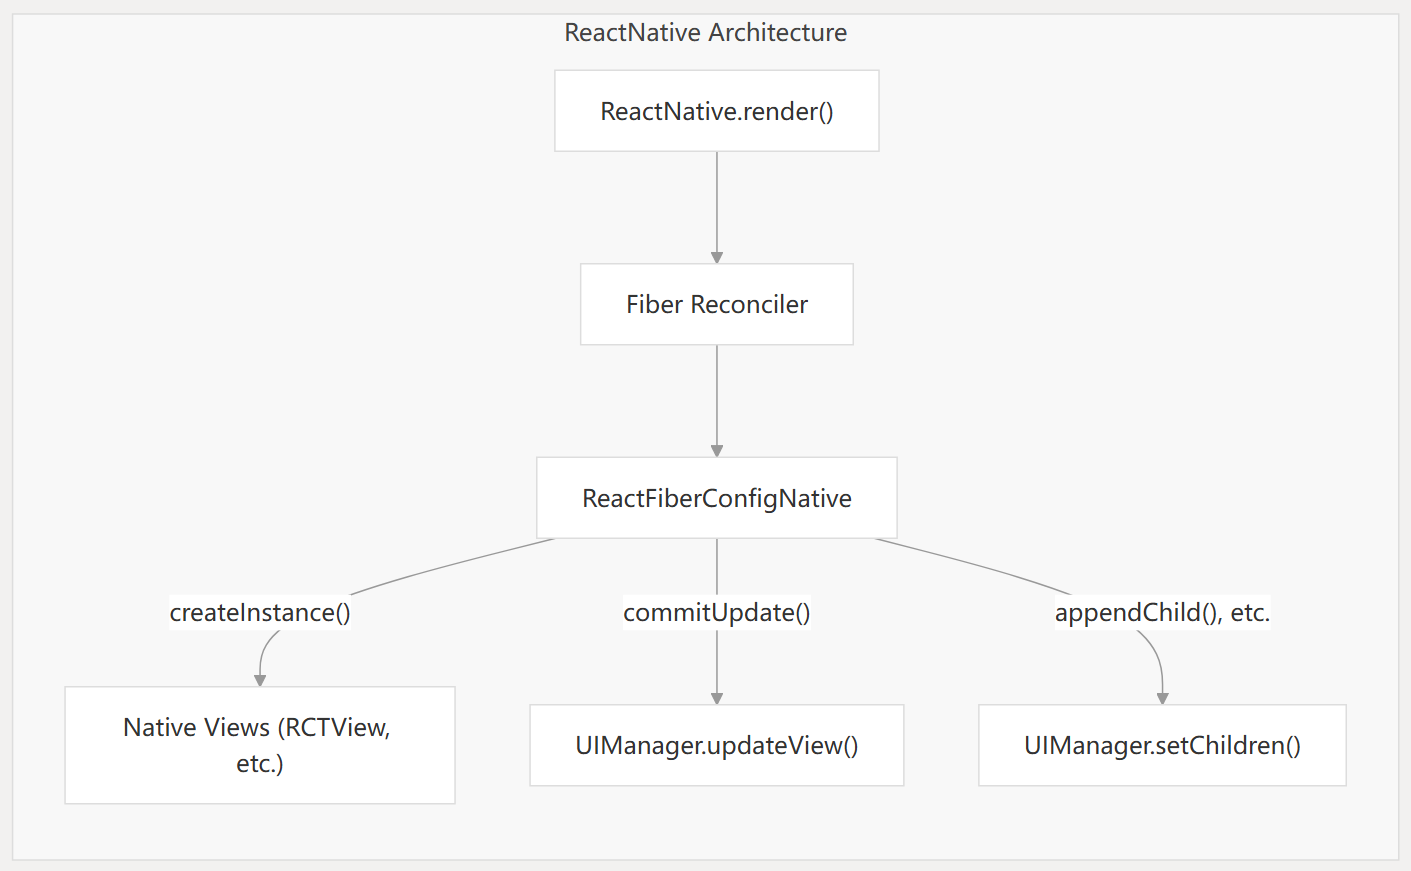 ReactNative Architecture
ReactNative.render()
Fiber Reconciler
ReactFiberConfigNative
createInstance()
commitUpdate()
appendChild(), etc.
Native Views (RCTView,
etc.)
UIManager.updateView()
UIManager.setChildren()